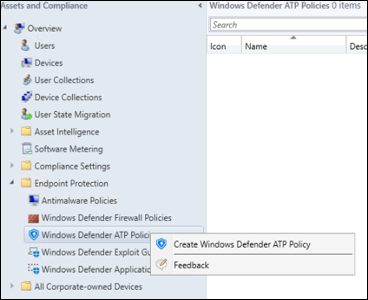 Assets and Compliance
Windows Defender ATP Policies 0 items
Search
Icon Name Desc
Overview
Users
Devices
User Collections
Device Collections
User State Migration
Asset Intelligence
Software Metering
Compliance Settings
Endpoint Protection
Antimalware Policies
Windows Defender Firewall Policies
Windows Defender ATP Polici
Create Windows Defender ATP Policy
Windows Defender Exploit Gu
Feedback
Windows Defender Application
All Corporate-owned Devices